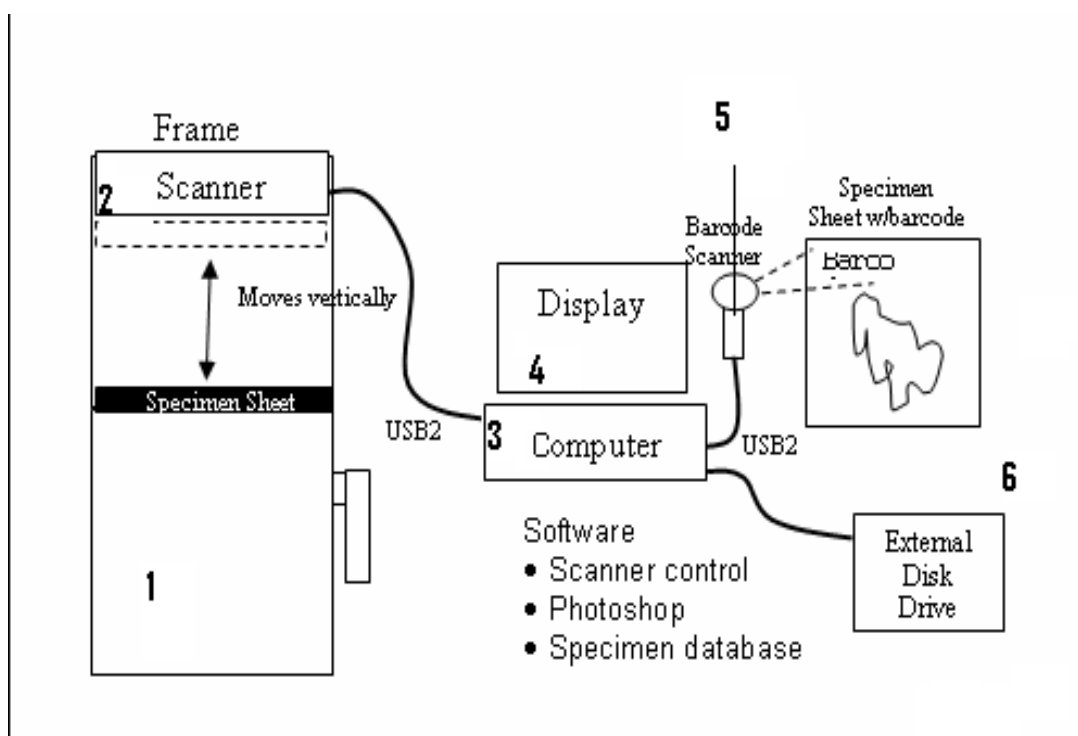 Frame
2
Scanner
Moves vertically
Specimen Sheet
1
USB2
5
Barcode
Scanner
Specimen
Sheet w/barcode
Barco
Display
4
3
Computer
USB2
6
External
Disk
Drive
Software
• Scanner control
• Photoshop
• Specimen database